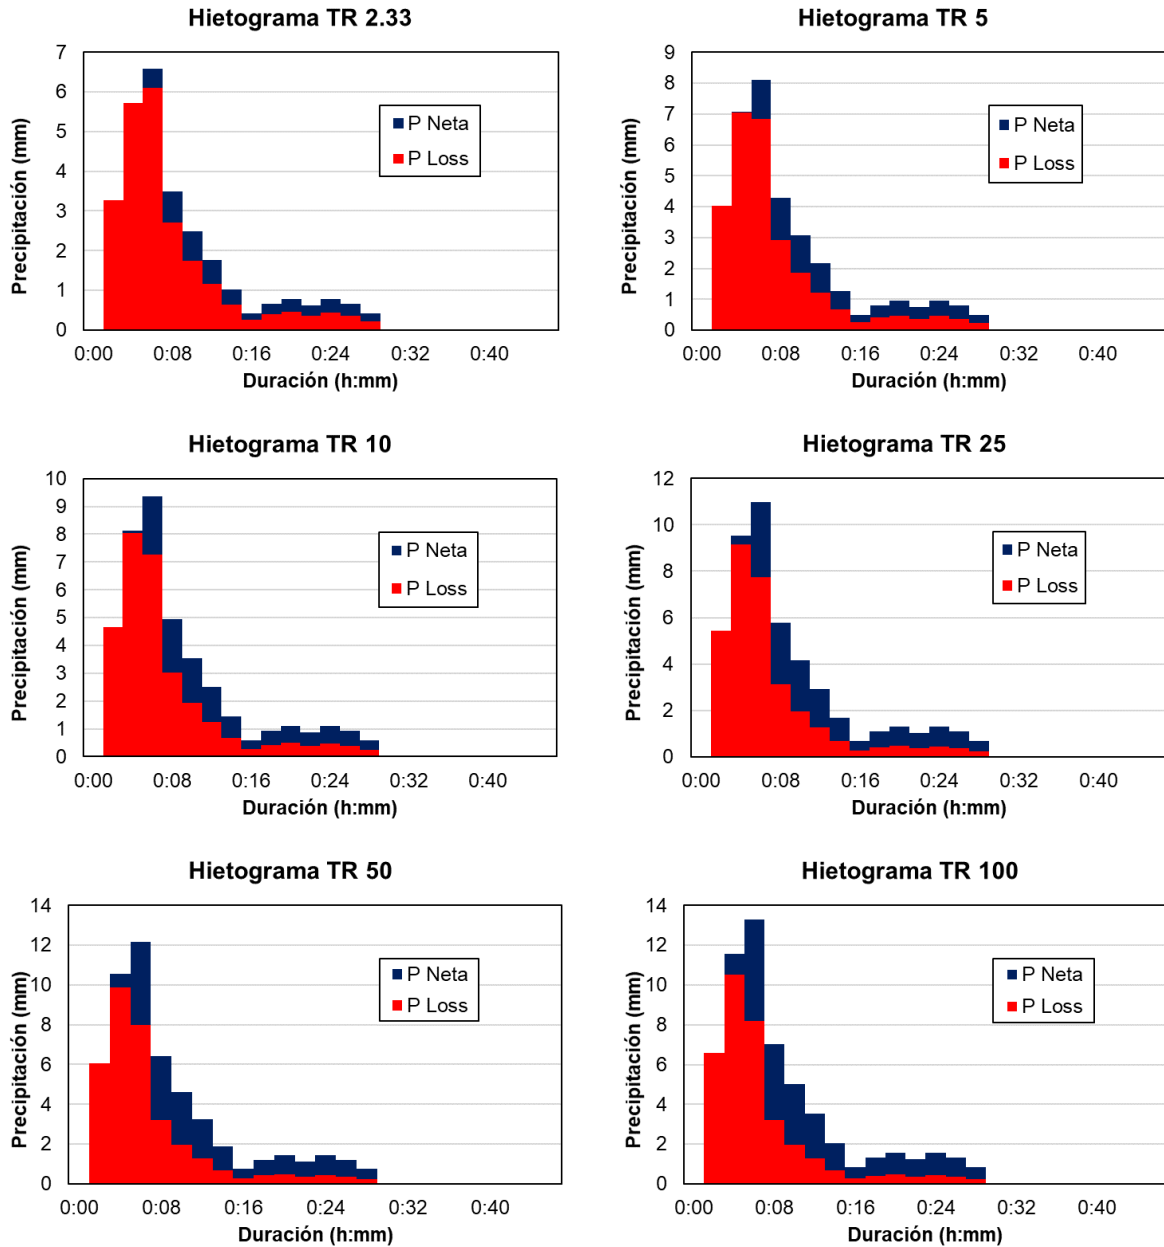 Hietograma TR 2.33
Precipitación (mm)
7
6
5
4
3
2
1
0
P Neta
P Loss
0:00 0:08 0:16 0:24 0:32 0:40
Duración (h:mm)
Hietograma TR 5
Precipitación (mm)
9
8
7
6
5
4
3
2
1
0
P Neta
P Loss
0:00 0:08 0:16 0:24 0:32 0:40
Duración (h:mm)
Hietograma TR 10
Precipitación (mm)
10
9
8
7
6
5
4
3
2
1
0
P Neta
P Loss
0:00 0:08 0:16 0:24 0:32 0:40
Duración (h:mm)
Hietograma TR 25
Precipitación (mm)
12
10
8
6
4
2
0
P Neta
P Loss
0:00 0:08 0:16 0:24 0:32 0:40
Duración (h:mm)
Hietograma TR 50
Precipitación (mm)
14
12
10
8
6
4
2
0
P Neta
P Loss
0:00 0:08 0:16 0:24 0:32 0:40
Duración (h:mm)
Hietograma TR 100
Precipitación (mm)
14
12
10
8
6
4
2
0
P Neta
P Loss
0:00 0:08 0:16 0:24 0:32 0:40
Duración (h:mm)